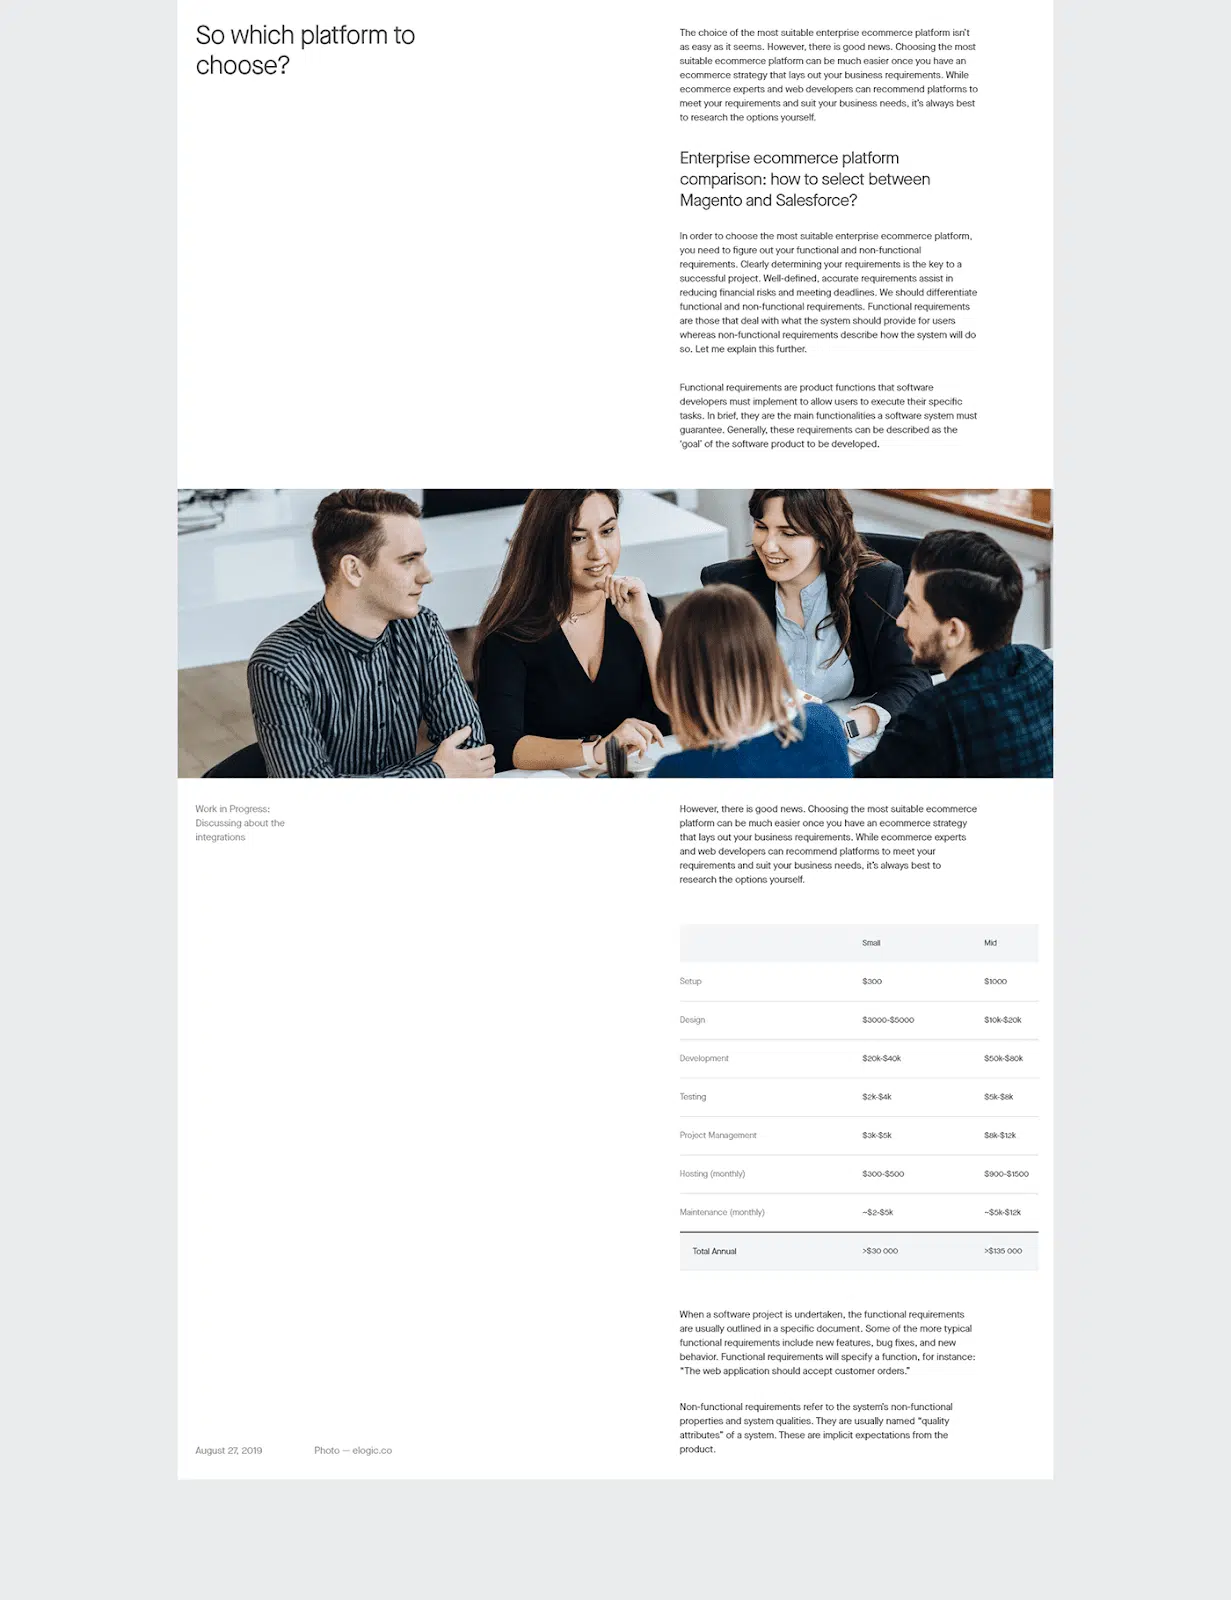 So which platform to
choose?
The choice of the most suitable enterprise ecommerce platform isn't
as easy as it seems. However, there is good news. Choosing the most
suitable ecommerce platform can be much easier once you have an
ecommerce strategy that lays out your business requirements. While
ecommerce experts and web developers can recommend platforms to
meet your requirements and suit your business needs, it's always best
to research the options yourself.
Enterprise ecommerce platform
comparison: how to select between
Magento and Salesforce?
In order to choose the most suitable enterprise ecommerce platform,
you need to figure out your functional and non-functional
requirements. Clearly determining your requirements is the key to a
successful project. Well-defined, accurate requirements assist in
reducing financial risks and meeting deadlines. We should differentiate
functional and non-functional requirements. Functional requirements
are those that deal with what the system should provide for users
whereas non-functional requirements describe how the system will do
so. Let me explain this further.
Functional requirements are product functions that software
developers must implement to allow users to execute their specific
tasks. In brief, they are the main functionalities a software system must
guarantee. Generally, these requirements can be described as the
'goal' of the software product to be developed.
Work in Progress:
Discussing about the
integrations
However, there is good news. Choosing the most suitable ecommerce
platform can be much easier once you have an ecommerce strategy
that lays out your business requirements. While ecommerce experts
and web developers can recommend platforms to meet your
requirements and suit your business needs, it's always best to
research the options yourself.
Small Mid
Setup $300 $1000
Design $3000-$5000 $10k-$20k
Development $20k-$40k $50k-$80k
Testing $2k-$4k $5k-$8k
Project Management $3k-$5k $8k-$12k
Hosting (monthly) $300-$500 $900-$1500
Maintenance (monthly) ~$2-$5k ~$5k-$12k
Total Annual >$30 000 >$135 000
When a software project is undertaken, the functional requirements
are usually outlined in a specific document. Some of the more typical
functional requirements include new features, bug fixes, and new
behavior. Functional requirements will specify a function, for instance:
"The web application should accept customer orders."
Non-functional requirements refer to the system's non-functional
properties and system qualities. They are usually named "quality
attributes" of a system. These are implicit expectations from the
product.
August 27, 2019 Photo — elogic.co